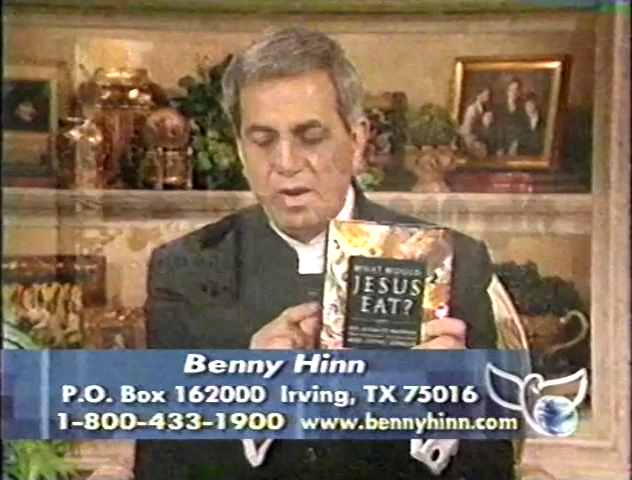 WHAT WOULD
JESUS
EAT?
Benny Hinn
P.O. Box 162000 Irving, TX 75016
1-800-433-1900 www.bennyhinn.com